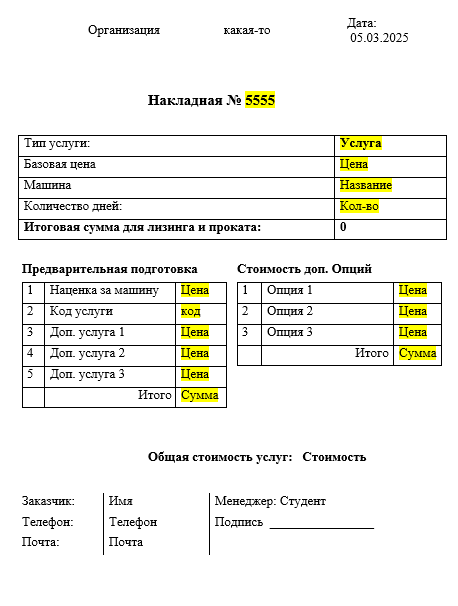 Организация какая-то Дата:
05.03.2025
Накладная № 5555
Тип услуги: Услуга
Базовая цена Цена
Машина Название
Количество дней: Кол-во
Итоговая сумма для лизинга и проката: 0
Предварительная подготовка
1 Наценка за машину Цена
2 Код услуги код
3 Доп. услуга 1 Цена
4 Доп. услуга 2 Цена
5 Доп. услуга 3 Цена
Итого Сумма
Стоимость доп. Опций
1 Опция 1 Цена
2 Опция 2 Цена
3 Опция 3 Цена
Итого Сумма
Общая стоимость услуг: Стоимость
Заказчик: Имя
Телефон: Телефон
Почта: Почта
Менеджер: Студент
Подпись ________________